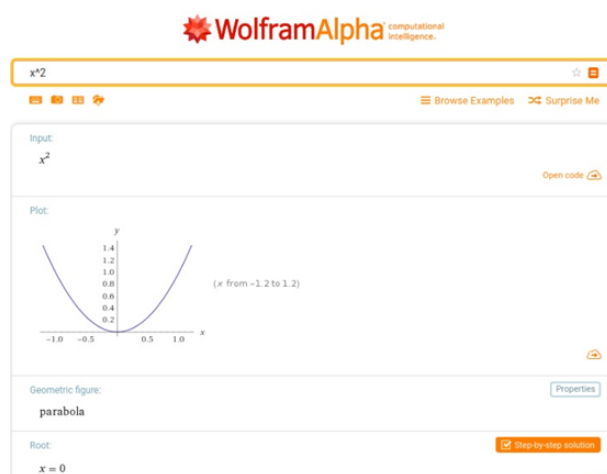 WolframAlpha computational intelligence.
x^2
Browse Examples Surprise Me
Input:
x²
Open code
Plot:
y
1.4
1.2
1.0
0.8
(x from −1.2 to 1.2)
0.6
0.4
0.2
x
−1.0 −0.5 0.5 1.0
Geometric figure:
Properties
parabola
Root:
Step-by-step solution
x = 0